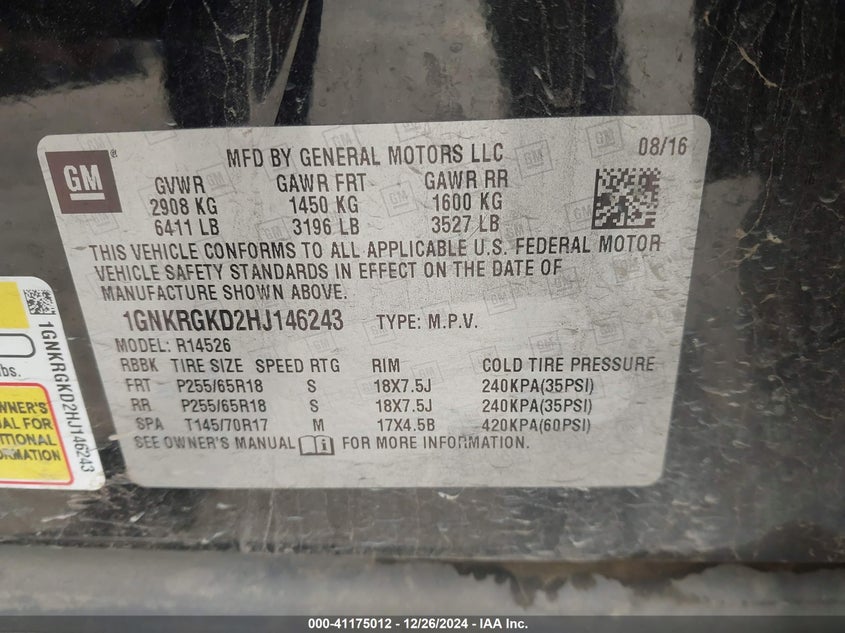 GM
MFD BY GENERAL MOTORS LLC 08/16
GVWR GAWR FRT GAWR RR
2908 KG 1450 KG 1600 KG
6411 LB 3196 LB 3527 LB
THIS VEHICLE CONFORMS TO ALL APPLICABLE U.S. FEDERAL MOTOR
VEHICLE SAFETY STANDARDS IN EFFECT ON THE DATE OF
MANUFACTURE SHOWN ABOVE.
1GNKRGKD2HJ146243 TYPE: M.P.V.
MODEL: R14526
RBBK TIRE SIZE SPEED RTG RIM COLD TIRE PRESSURE
FRT P255/65R18 S 18X7.5J 240KPA(35PSI)
RR P255/65R18 S 18X7.5J 240KPA(35PSI)
SPA T145/70R17 M 17X4.5B 420KPA(60PSI)
SEE OWNER'S MANUAL FOR MORE INFORMATION.
1GNKRGKD2HJ146243
lbs.
OWNER'S
FOR
000-41175012 - 12/26/2024 - IAA Inc.